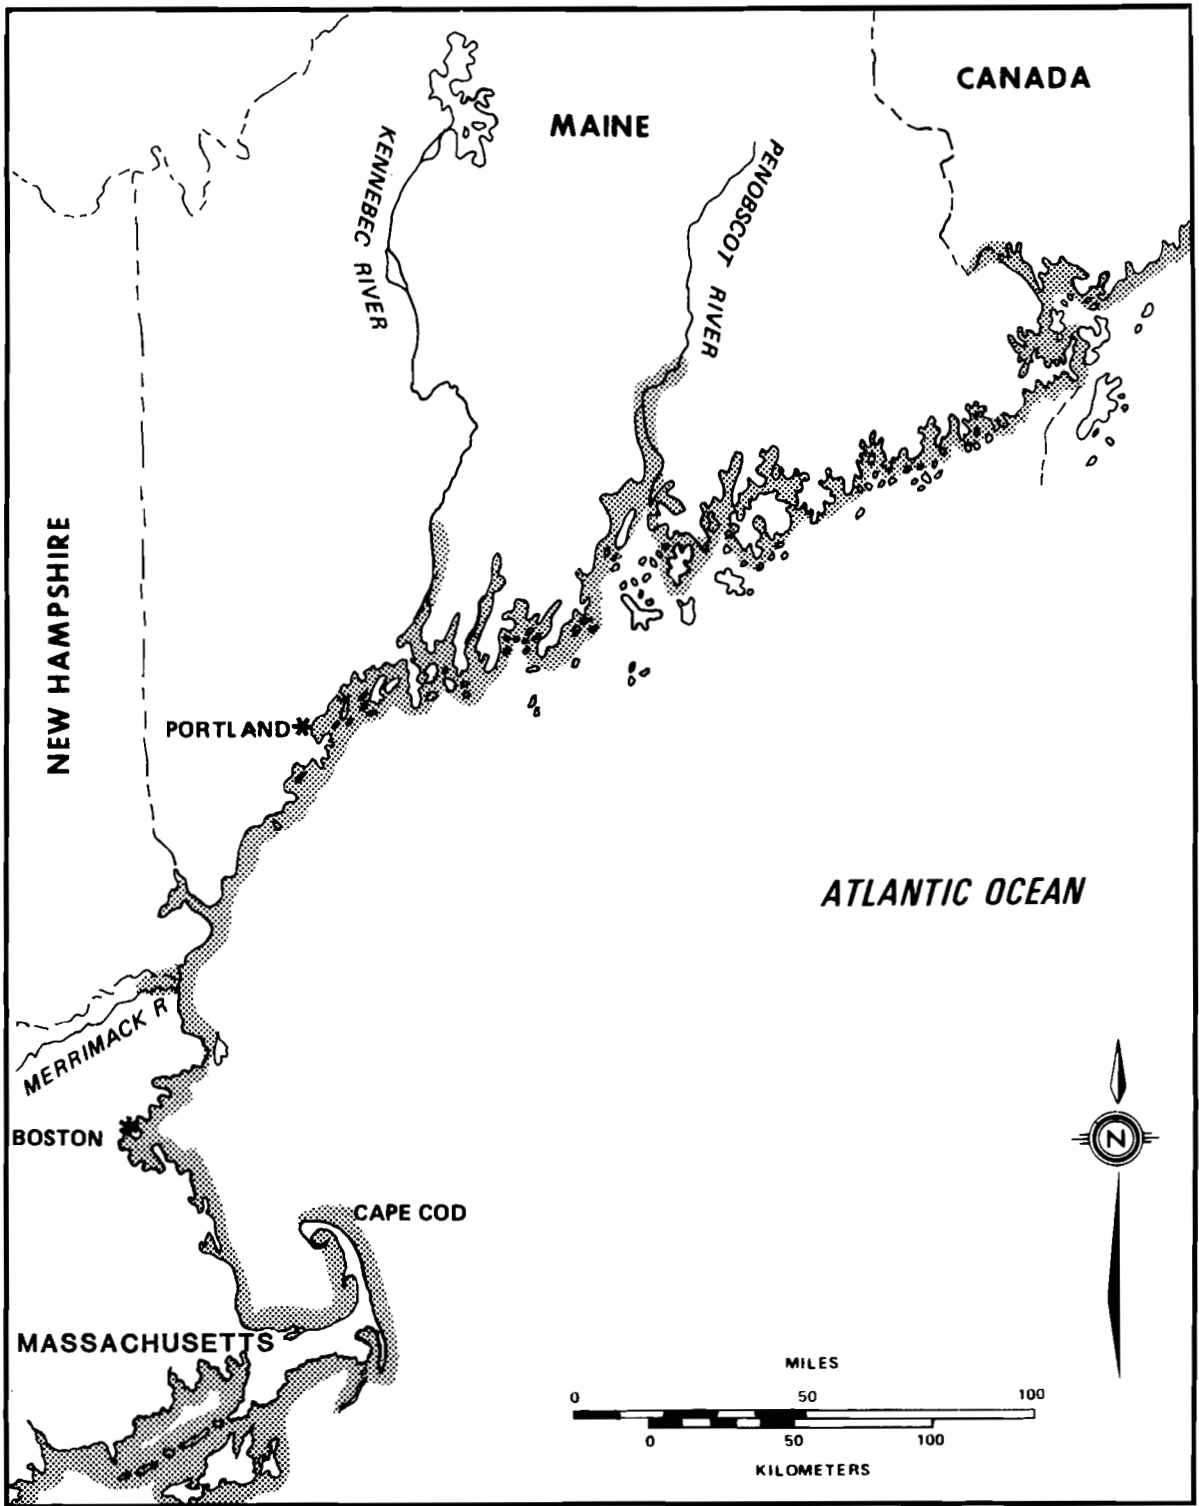 CANADA
MAINE
KENNEBEC RIVER
PENOBSCOT RIVER
NEW HAMPSHIRE
PORTLAND
ATLANTIC OCEAN
MERRIMACK R
BOSTON
N
CAPE COD
MASSACHUSETTS
MILES
0 50 100
0 50 100
KILOMETERS